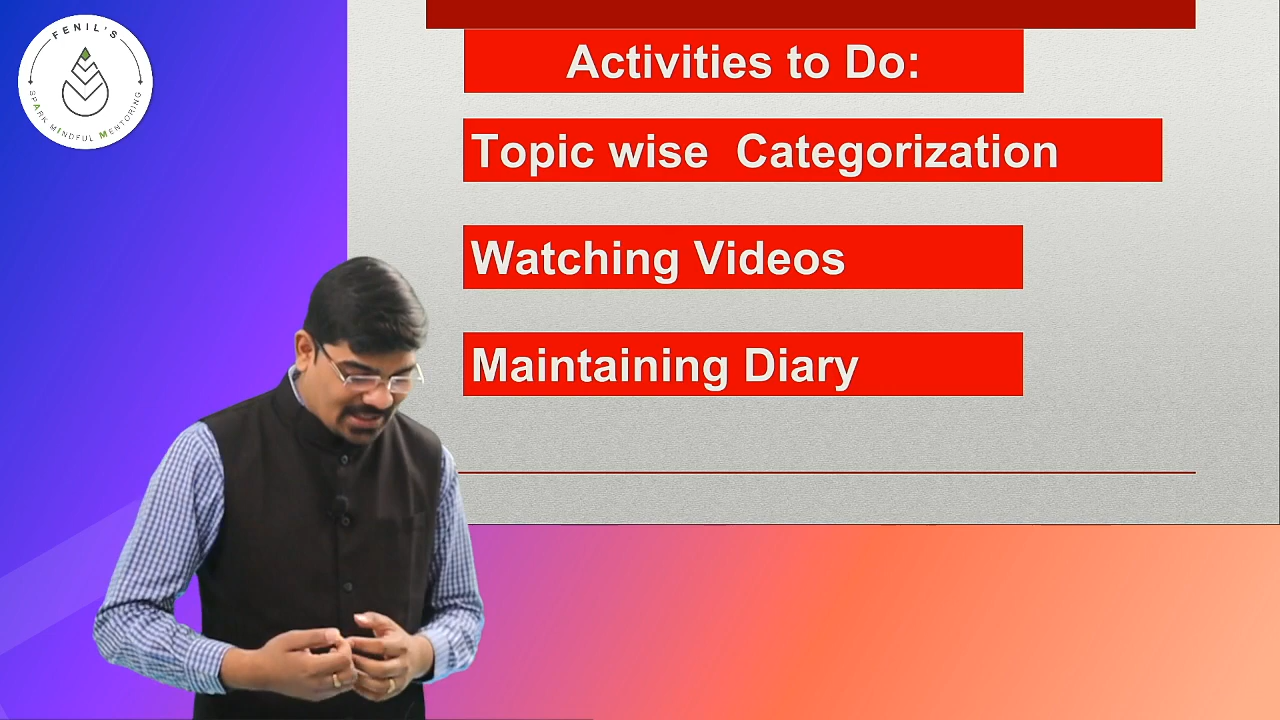 FENIL'S
SPARK MINDFUL MENTORING
Activities to Do:
Topic wise  Categorization
Watching Videos
Maintaining Diary